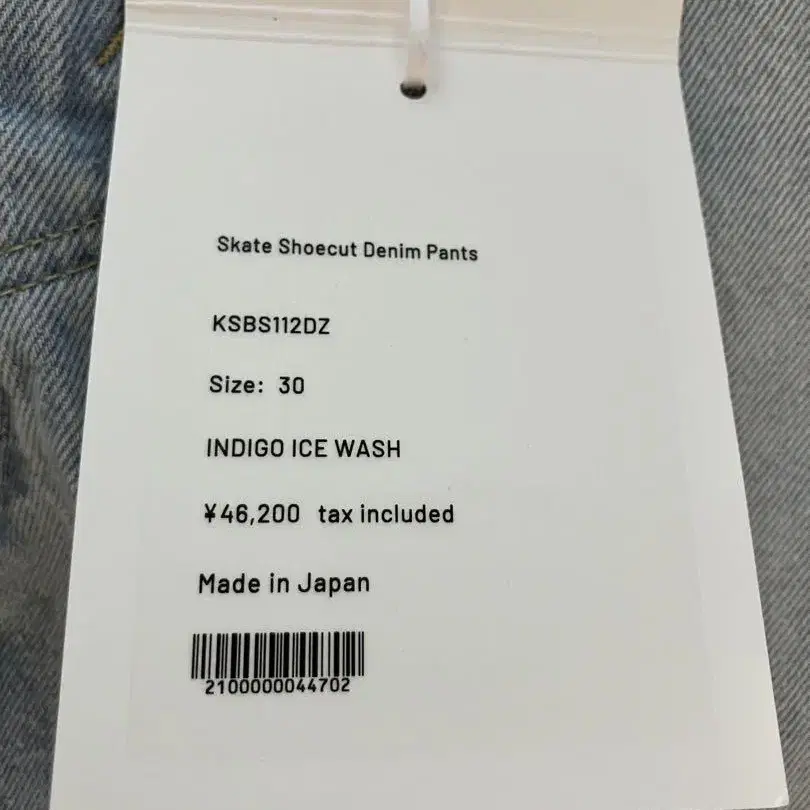 Skate Shoecut Denim Pants
KSBS112DZ
Size: 30
INDIGO ICE WASH
¥46,200 tax included
Made in Japan
2100000044702